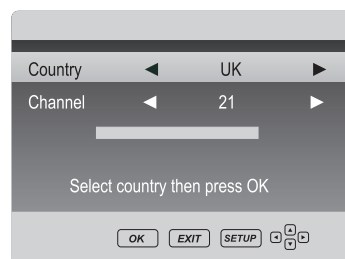 Country ◀ UK ▶
Channel ◀ 21 ▶
Select country then press OK
OK EXIT SETUP